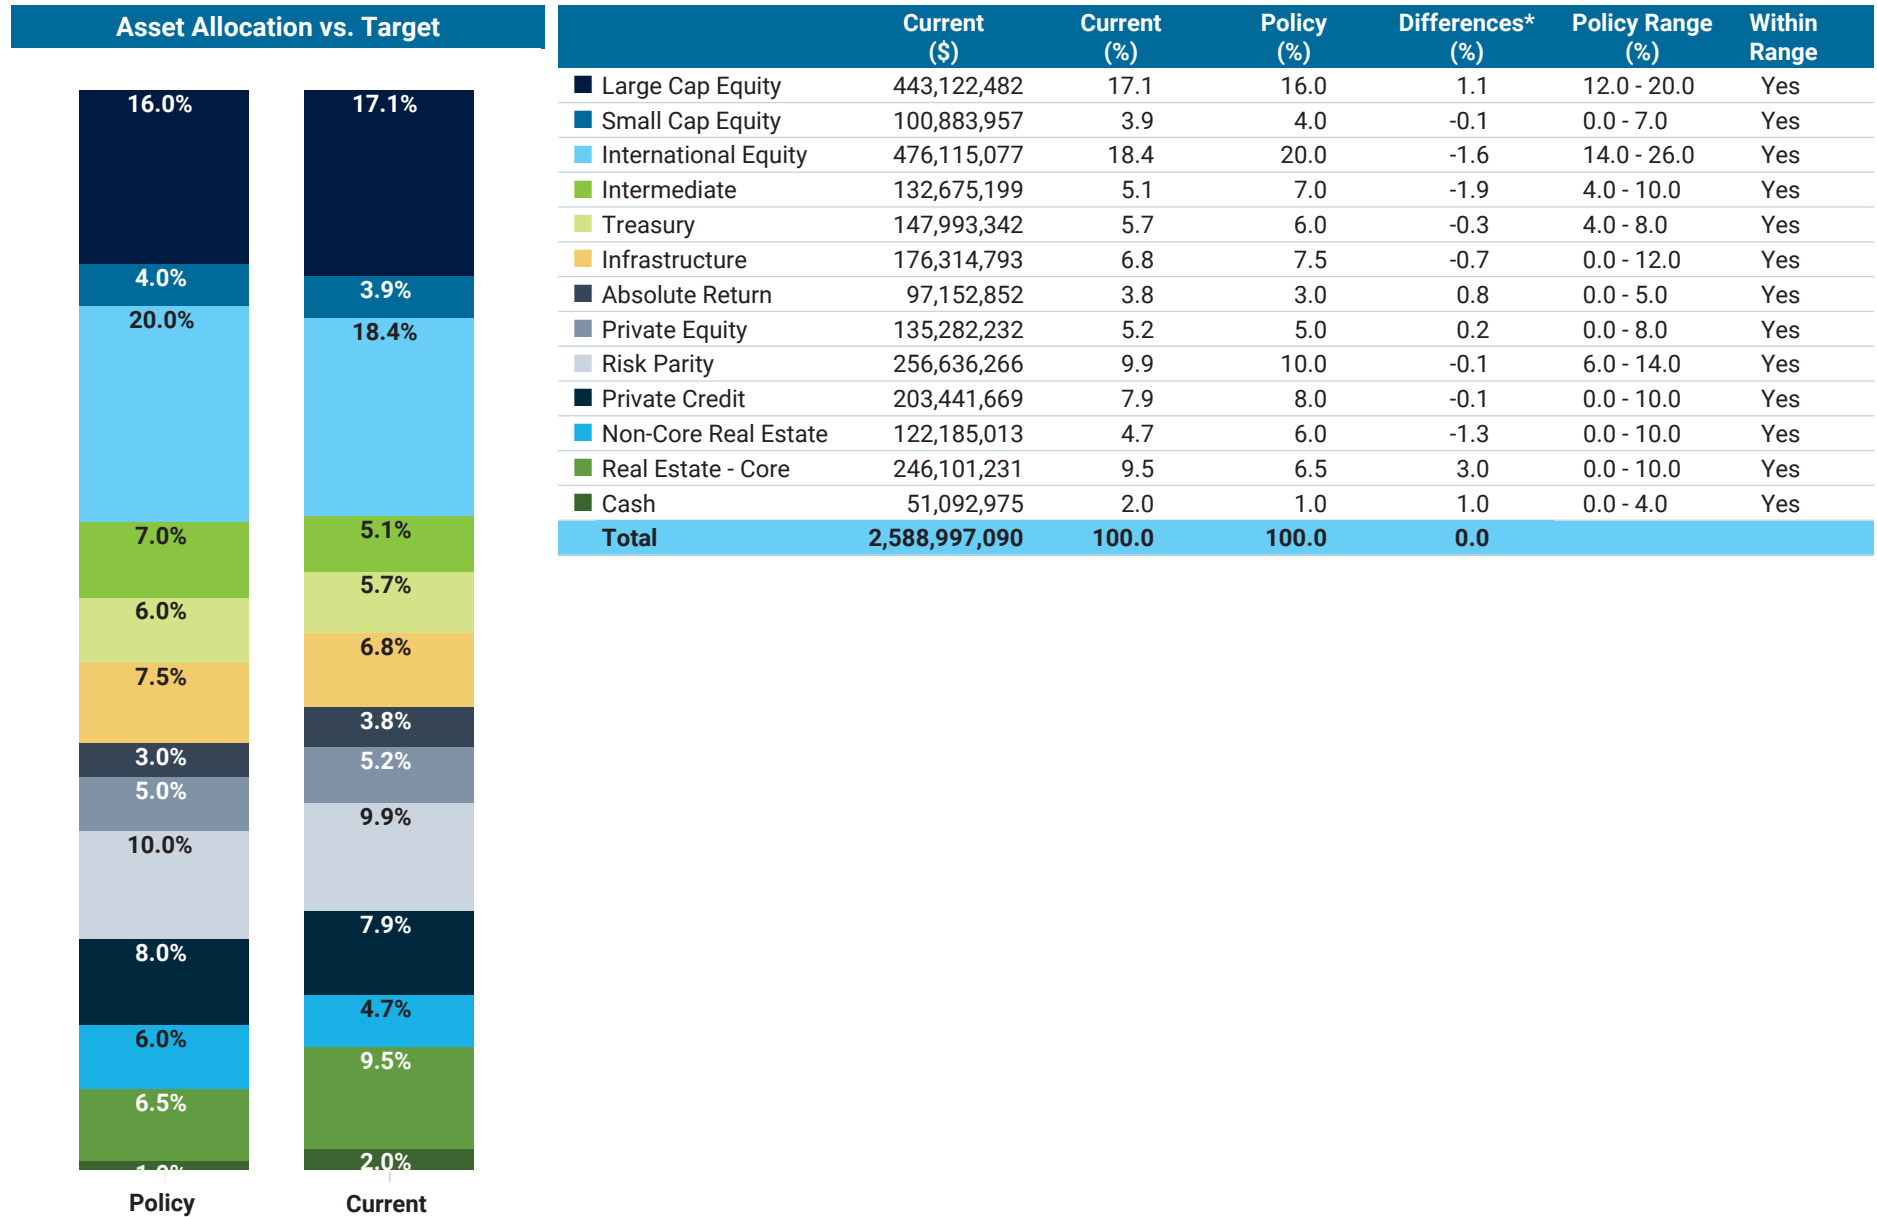 Asset Allocation vs. Target
16.0%
4.0%
20.0%
7.0%
6.0%
7.5%
3.0%
5.0%
10.0%
8.0%
6.0%
6.5%
Policy
17.1%
3.9%
18.4%
5.1%
5.7%
6.8%
3.8%
5.2%
9.9%
7.9%
4.7%
9.5%
2.0%
Current
Current ($) Current (%) Policy (%) Differences* (%) Policy Range (%) Within Range
Large Cap Equity 443,122,482 17.1 16.0 1.1 12.0 - 20.0 Yes
Small Cap Equity 100,883,957 3.9 4.0 -0.1 0.0 - 7.0 Yes
International Equity 476,115,077 18.4 20.0 -1.6 14.0 - 26.0 Yes
Intermediate 132,675,199 5.1 7.0 -1.9 4.0 - 10.0 Yes
Treasury 147,993,342 5.7 6.0 -0.3 4.0 - 8.0 Yes
Infrastructure 176,314,793 6.8 7.5 -0.7 0.0 - 12.0 Yes
Absolute Return 97,152,852 3.8 3.0 0.8 0.0 - 5.0 Yes
Private Equity 135,282,232 5.2 5.0 0.2 0.0 - 8.0 Yes
Risk Parity 256,636,266 9.9 10.0 -0.1 6.0 - 14.0 Yes
Private Credit 203,441,669 7.9 8.0 -0.1 0.0 - 10.0 Yes
Non-Core Real Estate 122,185,013 4.7 6.0 -1.3 0.0 - 10.0 Yes
Real Estate - Core 246,101,231 9.5 6.5 3.0 0.0 - 10.0 Yes
Cash 51,092,975 2.0 1.0 1.0 0.0 - 4.0 Yes
Total 2,588,997,090 100.0 100.0 0.0